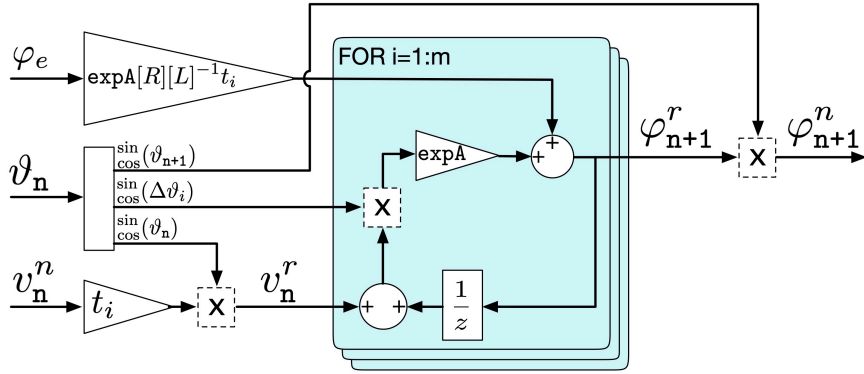 FOR i=1:m
φₑ
expA[R][L]⁻¹tᵢ
φʳₙ₊₁
φⁿₙ₊₁
sin
cos(ϑₙ₊₁)
expA
+
+
x
ϑₙ
sin
cos(Δϑᵢ)
x
sin
cos(ϑₙ)
vⁿₙ
tᵢ
x
vʳₙ
+
+
1
z